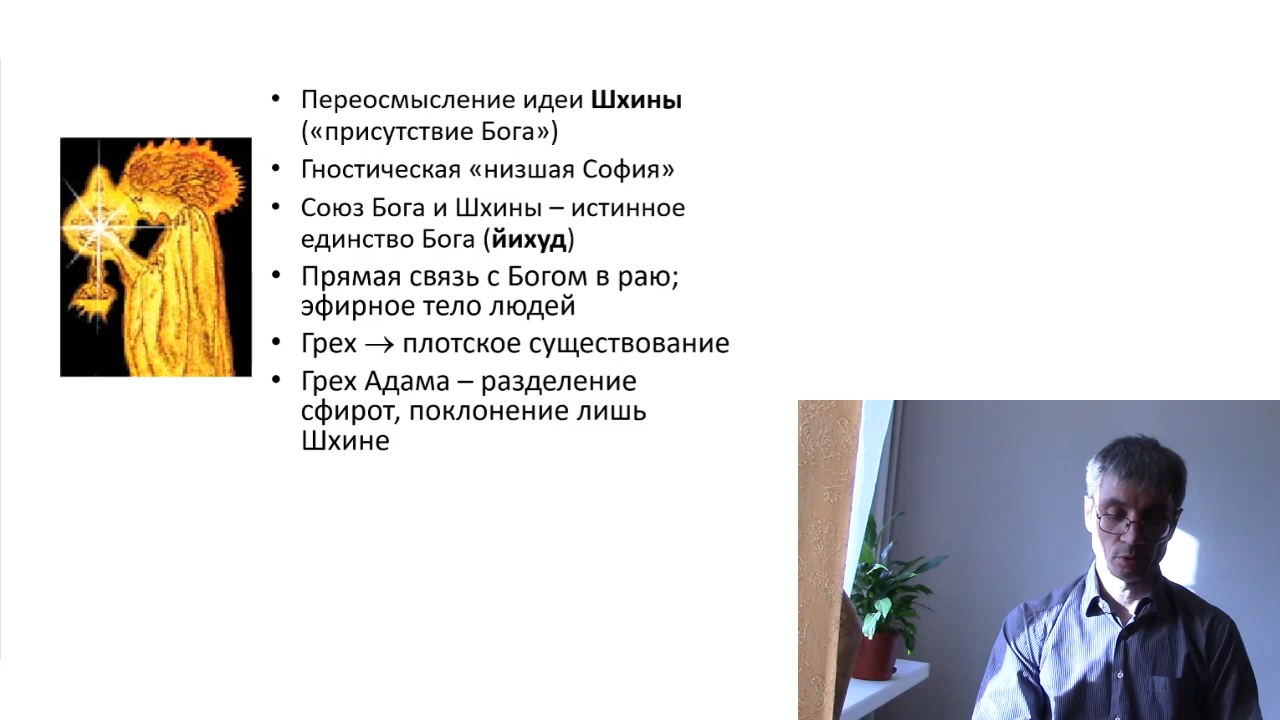 • Переосмысление идеи Шхины
(«присутствие Бога»)
• Гностическая «низшая София»
• Союз Бога и Шхины – истинное
единство Бога (йихуд)
• Прямая связь с Богом в раю;
эфирное тело людей
• Грех → плотское существование
• Грех Адама – разделение
сфирот, поклонение лишь
Шхине